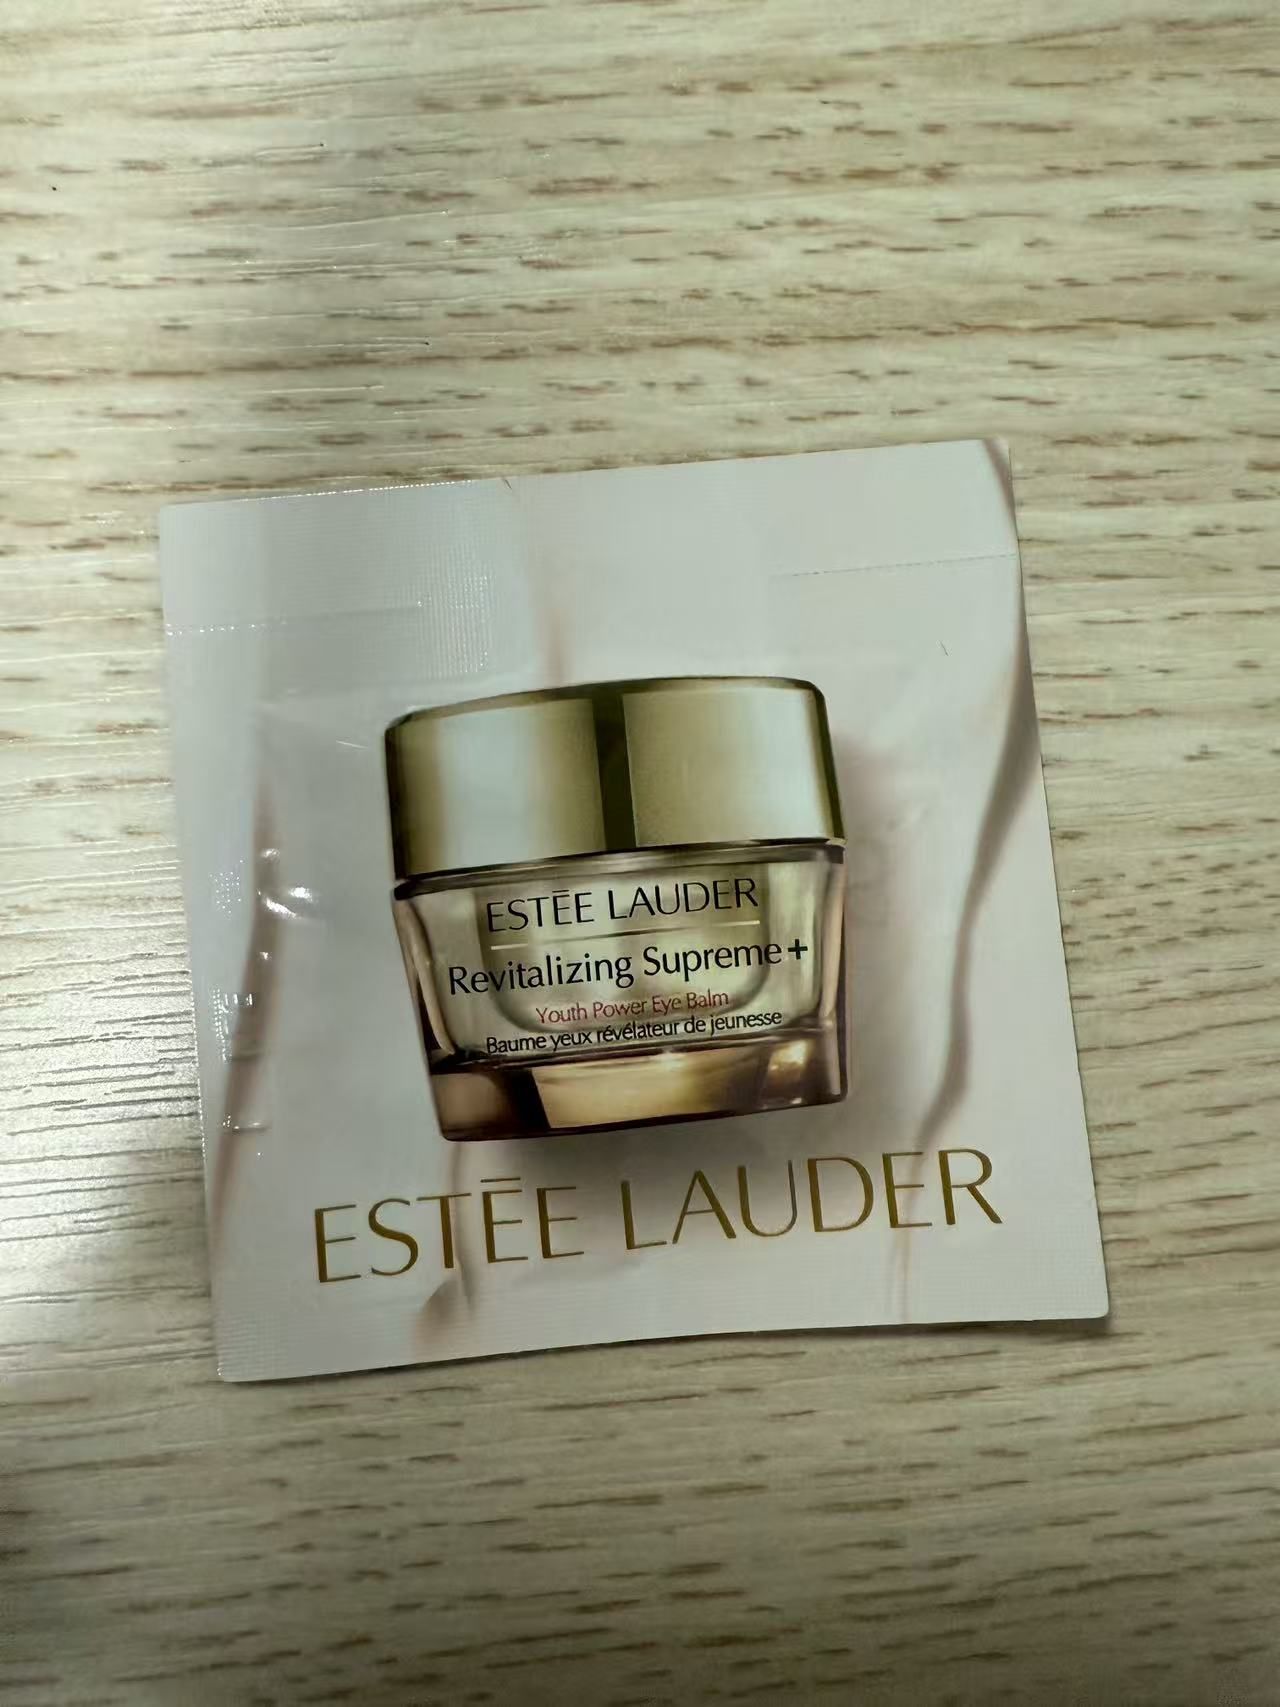 ESTĒE LAUDER
Revitalizing Supreme+
Youth Power Eye Balm
Baume yeux révélateur de jeunesse
ESTĒE LAUDER